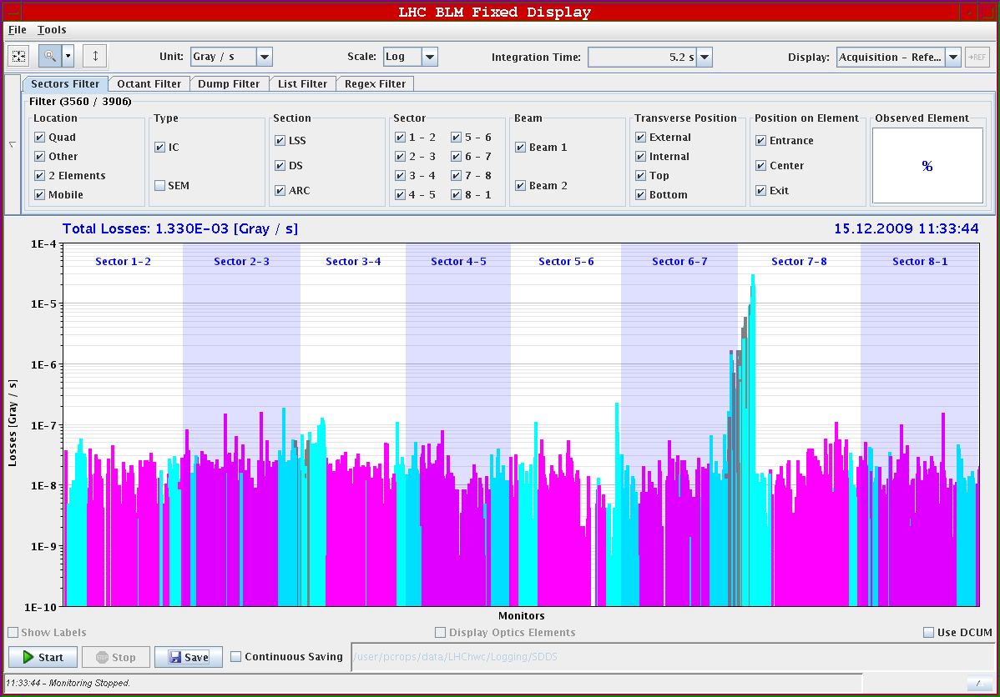 LHC BLM Fixed Display
File Tools
Unit: Gray / s Scale: Log Integration Time: 5.2 s Display: Acquisition - Refe... →REF
Sectors Filter Octant Filter Dump Filter List Filter Regex Filter
Filter (3560 / 3906)
Location Type Section Sector Beam Transverse Position Position on Element Observed Element
Quad IC LSS 1 - 2 5 - 6 Beam 1 External Entrance %
Other SEM DS 2 - 3 6 - 7 Beam 2 Internal Center
2 Elements ARC 3 - 4 7 - 8 Top Exit
Mobile 4 - 5 8 - 1 Bottom
Total Losses: 1.330E-03 [Gray / s] 15.12.2009 11:33:44
Sector 1-2 Sector 2-3 Sector 3-4 Sector 4-5 Sector 5-6 Sector 6-7 Sector 7-8 Sector 8-1
1E-4
1E-5
1E-6
1E-7
1E-8
1E-9
1E-10
Losses [Gray / s]
Monitors
Show Labels Display Optics Elements Use DCUM
Start Stop Save Continuous Saving /user/pcrops/data/LHChwc/Logging/SDDS
11:33:44 - Monitoring Stopped.